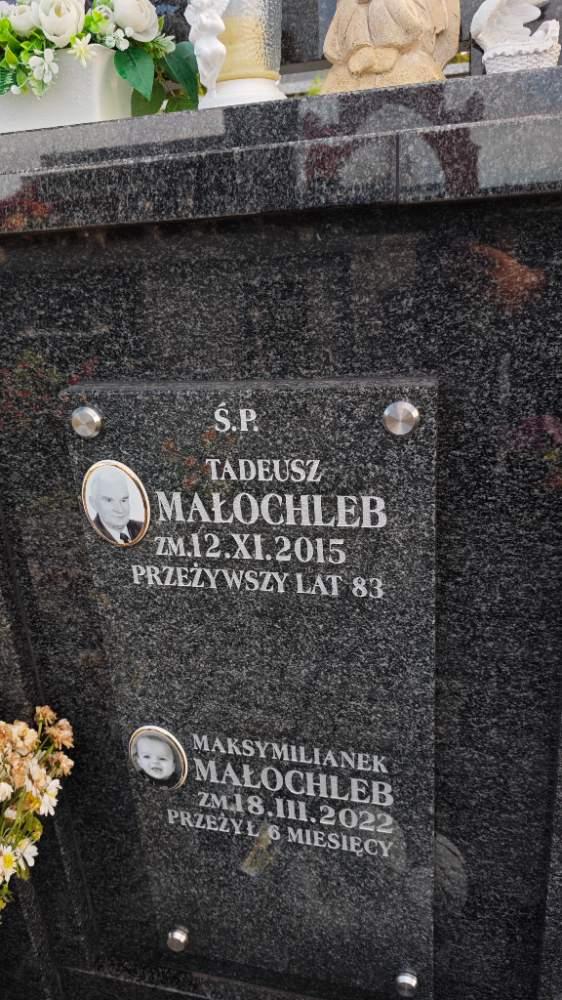 Ś.P.
TADEUSZ
MAŁOCHLEB
ZM.12.XI.2015
PRZEŻYWSZY LAT 83
MAKSYMILIANEK
MAŁOCHLEB
ZM.18.III.2022
PRZEŻYŁ 6 MIESIĘCY